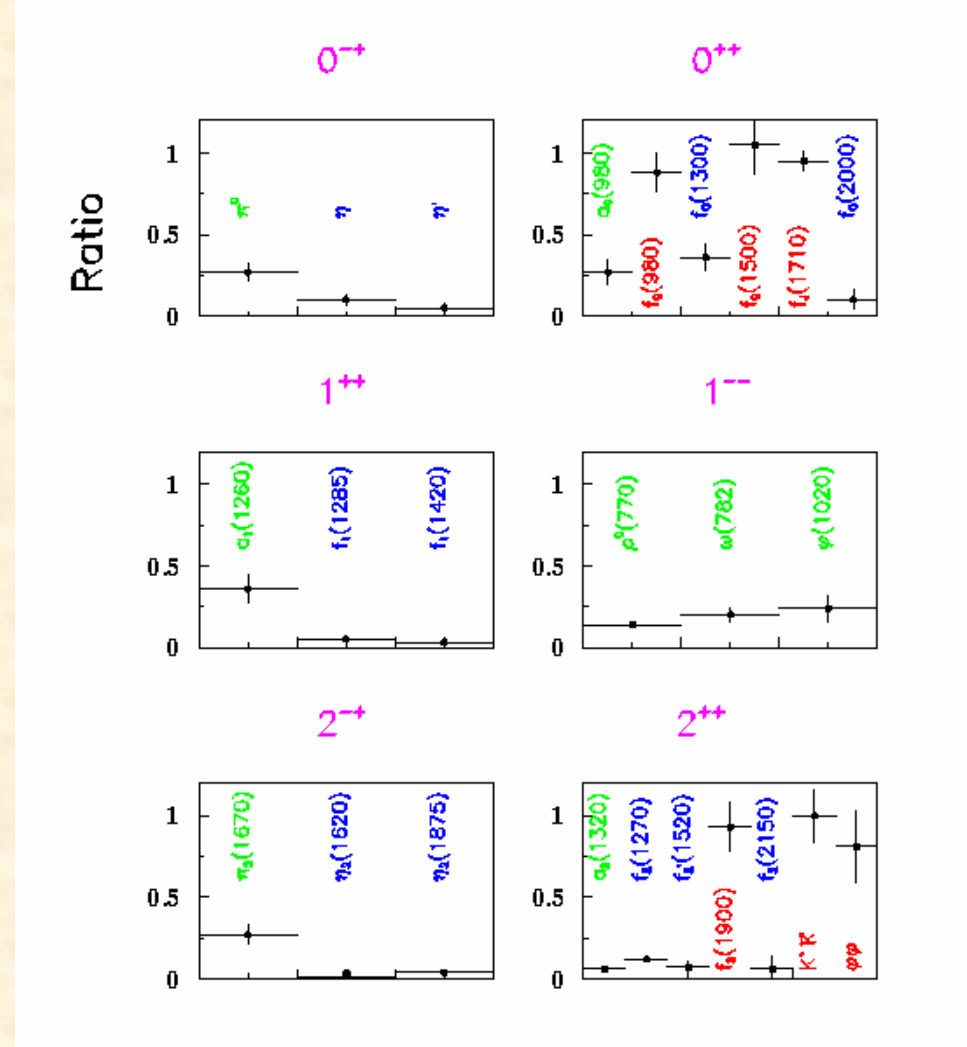 0⁻⁺
0⁺⁺
Ratio
1
0.5
0
π⁰
η
η'
1
0.5
0
a₀(980)
f₀(980)
f₀(1300)
f₀(1500)
fJ(1710)
f₀(2000)
1⁺⁺
1⁻⁻
1
0.5
0
a₁(1260)
f₁(1285)
f₁(1420)
1
0.5
0
ρ⁰(770)
ω(782)
φ(1020)
2⁻⁺
2⁺⁺
1
0.5
0
π₂(1670)
η₂(1620)
η₂(1875)
1
0.5
0
a₂(1320)
f₂(1270)
f₂'(1520)
f₂(1900)
f₂(2150)
φφ